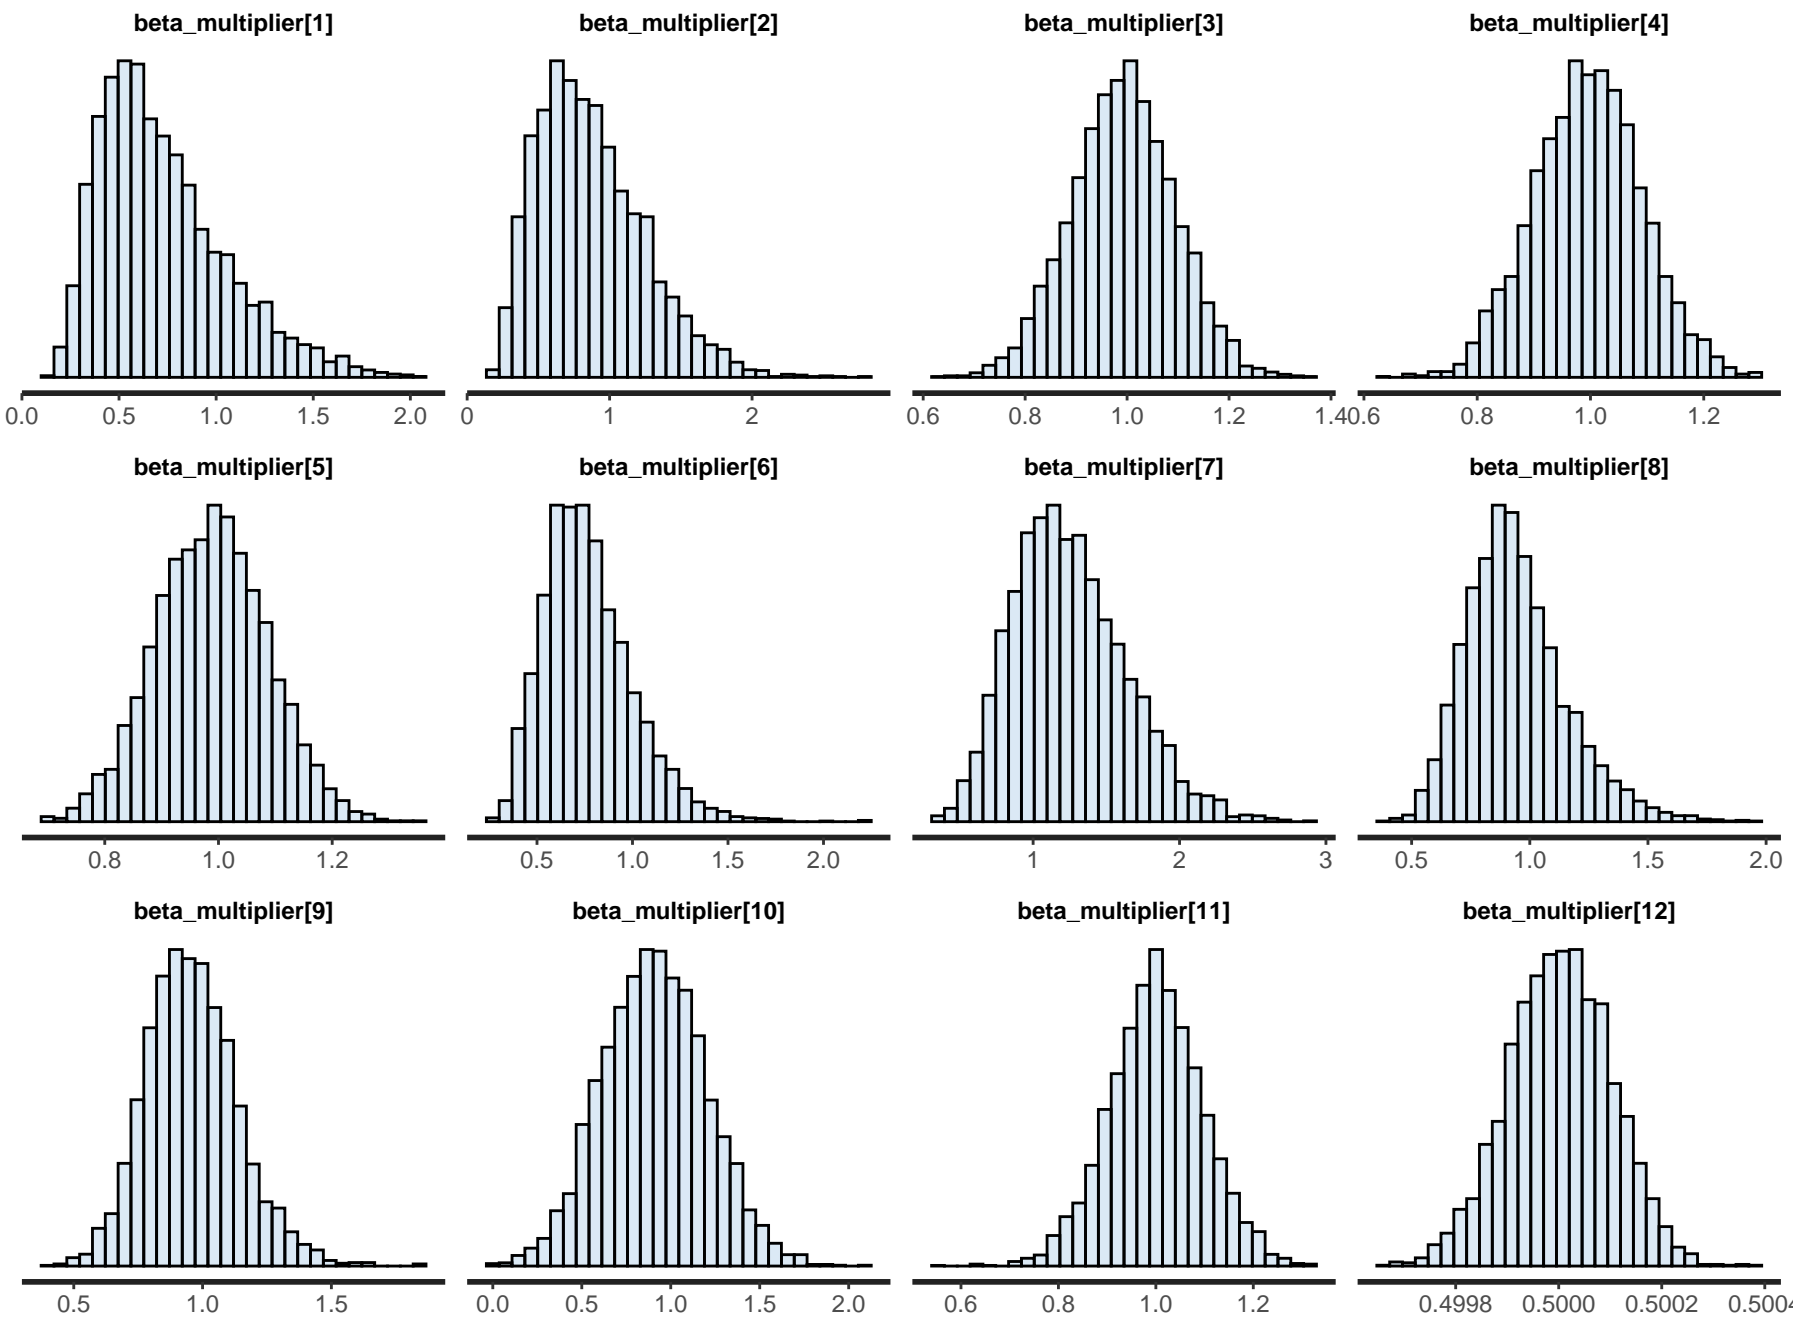 beta_multiplier[1] beta_multiplier[2] beta_multiplier[3] beta_multiplier[4]
0.0 0.5 1.0 1.5 2.0 0 1 2 0.6 0.8 1.0 1.2 1.4 0.6 0.8 1.0 1.2
beta_multiplier[5] beta_multiplier[6] beta_multiplier[7] beta_multiplier[8]
0.8 1.0 1.2 0.5 1.0 1.5 2.0 1 2 3 0.5 1.0 1.5 2.0
beta_multiplier[9] beta_multiplier[10] beta_multiplier[11] beta_multiplier[12]
0.5 1.0 1.5 0.0 0.5 1.0 1.5 2.0 0.6 0.8 1.0 1.2 0.4998 0.5000 0.5002 0.5004